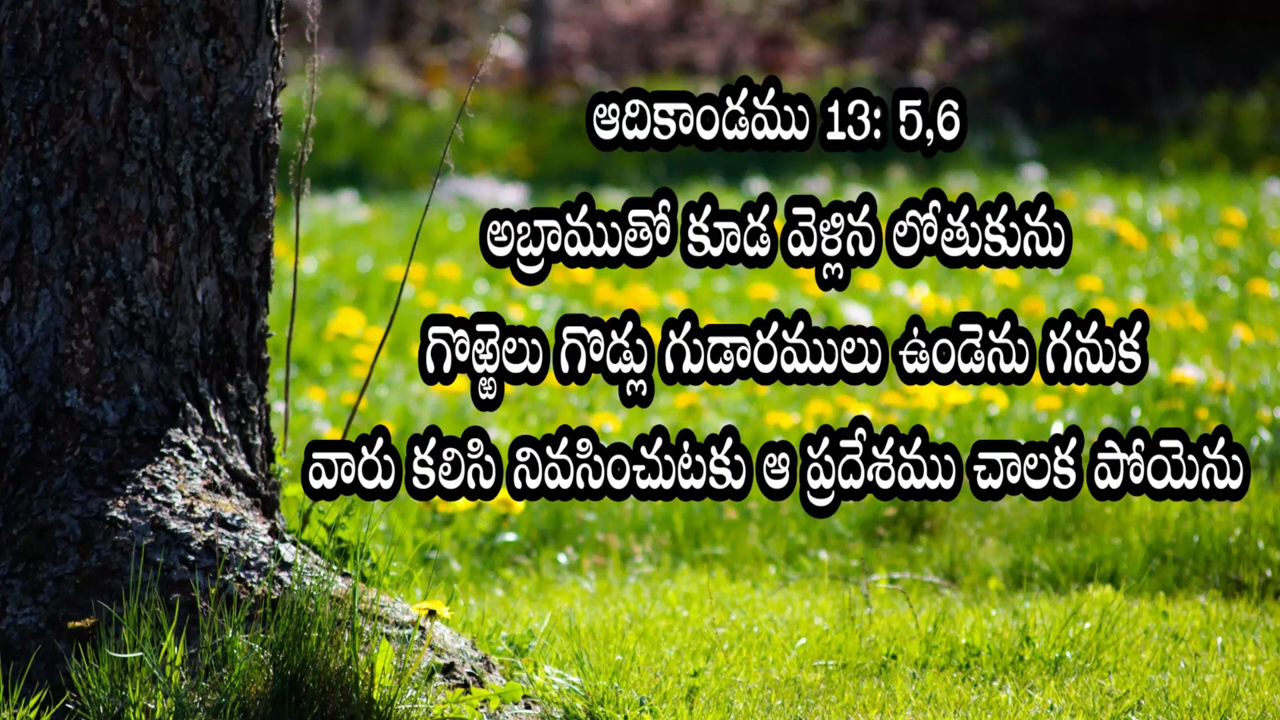 ఆదికాండము 13: 5,6
అబ్రాముతో కూడ వెళ్లిన లోతుకును
గొఱ్ఱెలు గొడ్లు గుడారములు ఉండెను గనుక
వారు కలిసి నివసించుటకు ఆ ప్రదేశము చాలక పోయెను